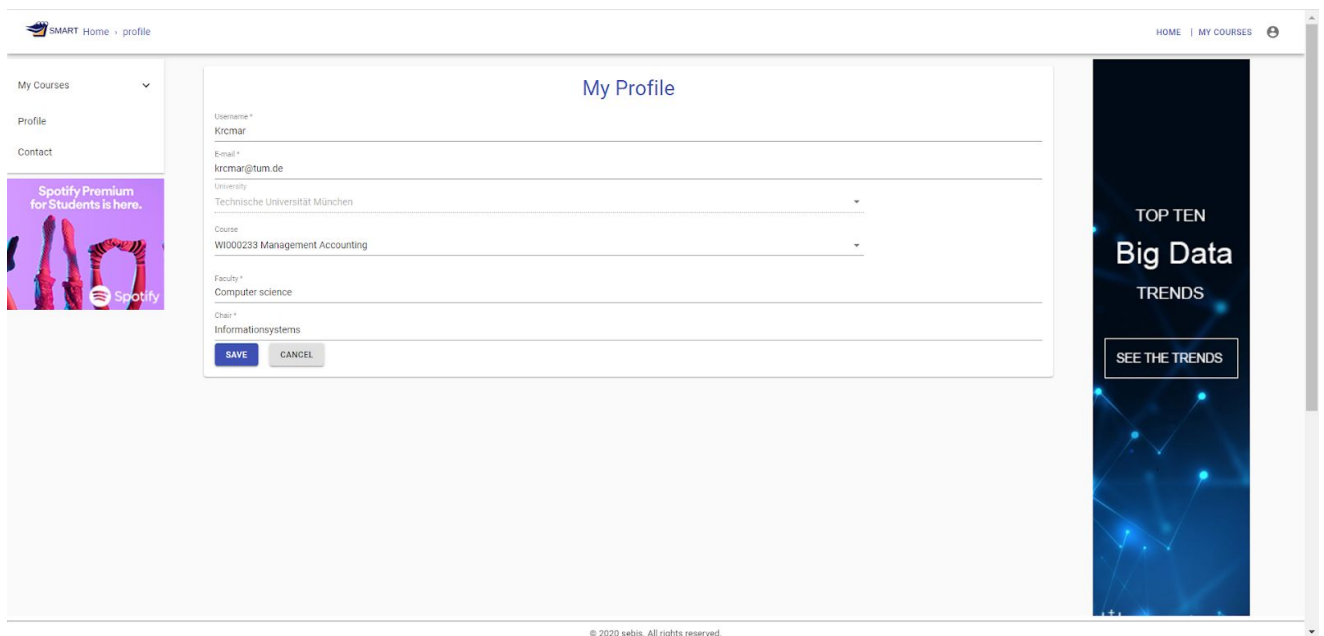 SMART Home › profile
HOME | MY COURSES
My Courses
Profile
Contact
Spotify Premium
for Students is here.
Spotify
My Profile
Username *
Krcmar
E-mail *
krcmar@tum.de
University
Technische Universität München
Course
WI000233 Management Accounting
Faculty *
Computer science
Chair *
Informationsystems
SAVE CANCEL
TOP TEN
Big Data
TRENDS
SEE THE TRENDS
© 2020 sebis. All rights reserved.